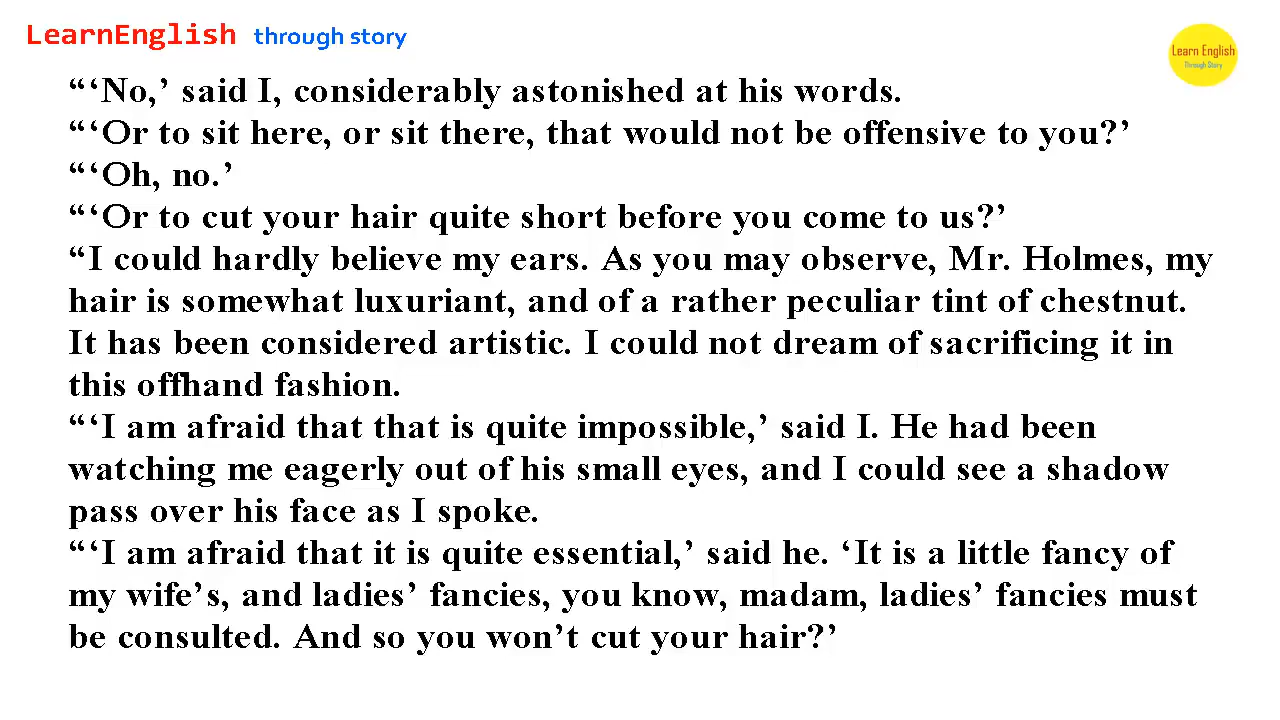 LearnEnglish through story
Learn English
Through Story
“‘No,’ said I, considerably astonished at his words.
“‘Or to sit here, or sit there, that would not be offensive to you?’
“‘Oh, no.’
“‘Or to cut your hair quite short before you come to us?’
“I could hardly believe my ears. As you may observe, Mr. Holmes, my
hair is somewhat luxuriant, and of a rather peculiar tint of chestnut.
It has been considered artistic. I could not dream of sacrificing it in
this offhand fashion.
“‘I am afraid that that is quite impossible,’ said I. He had been
watching me eagerly out of his small eyes, and I could see a shadow
pass over his face as I spoke.
“‘I am afraid that it is quite essential,’ said he. ‘It is a little fancy of
my wife’s, and ladies’ fancies, you know, madam, ladies’ fancies must
be consulted. And so you won’t cut your hair?’